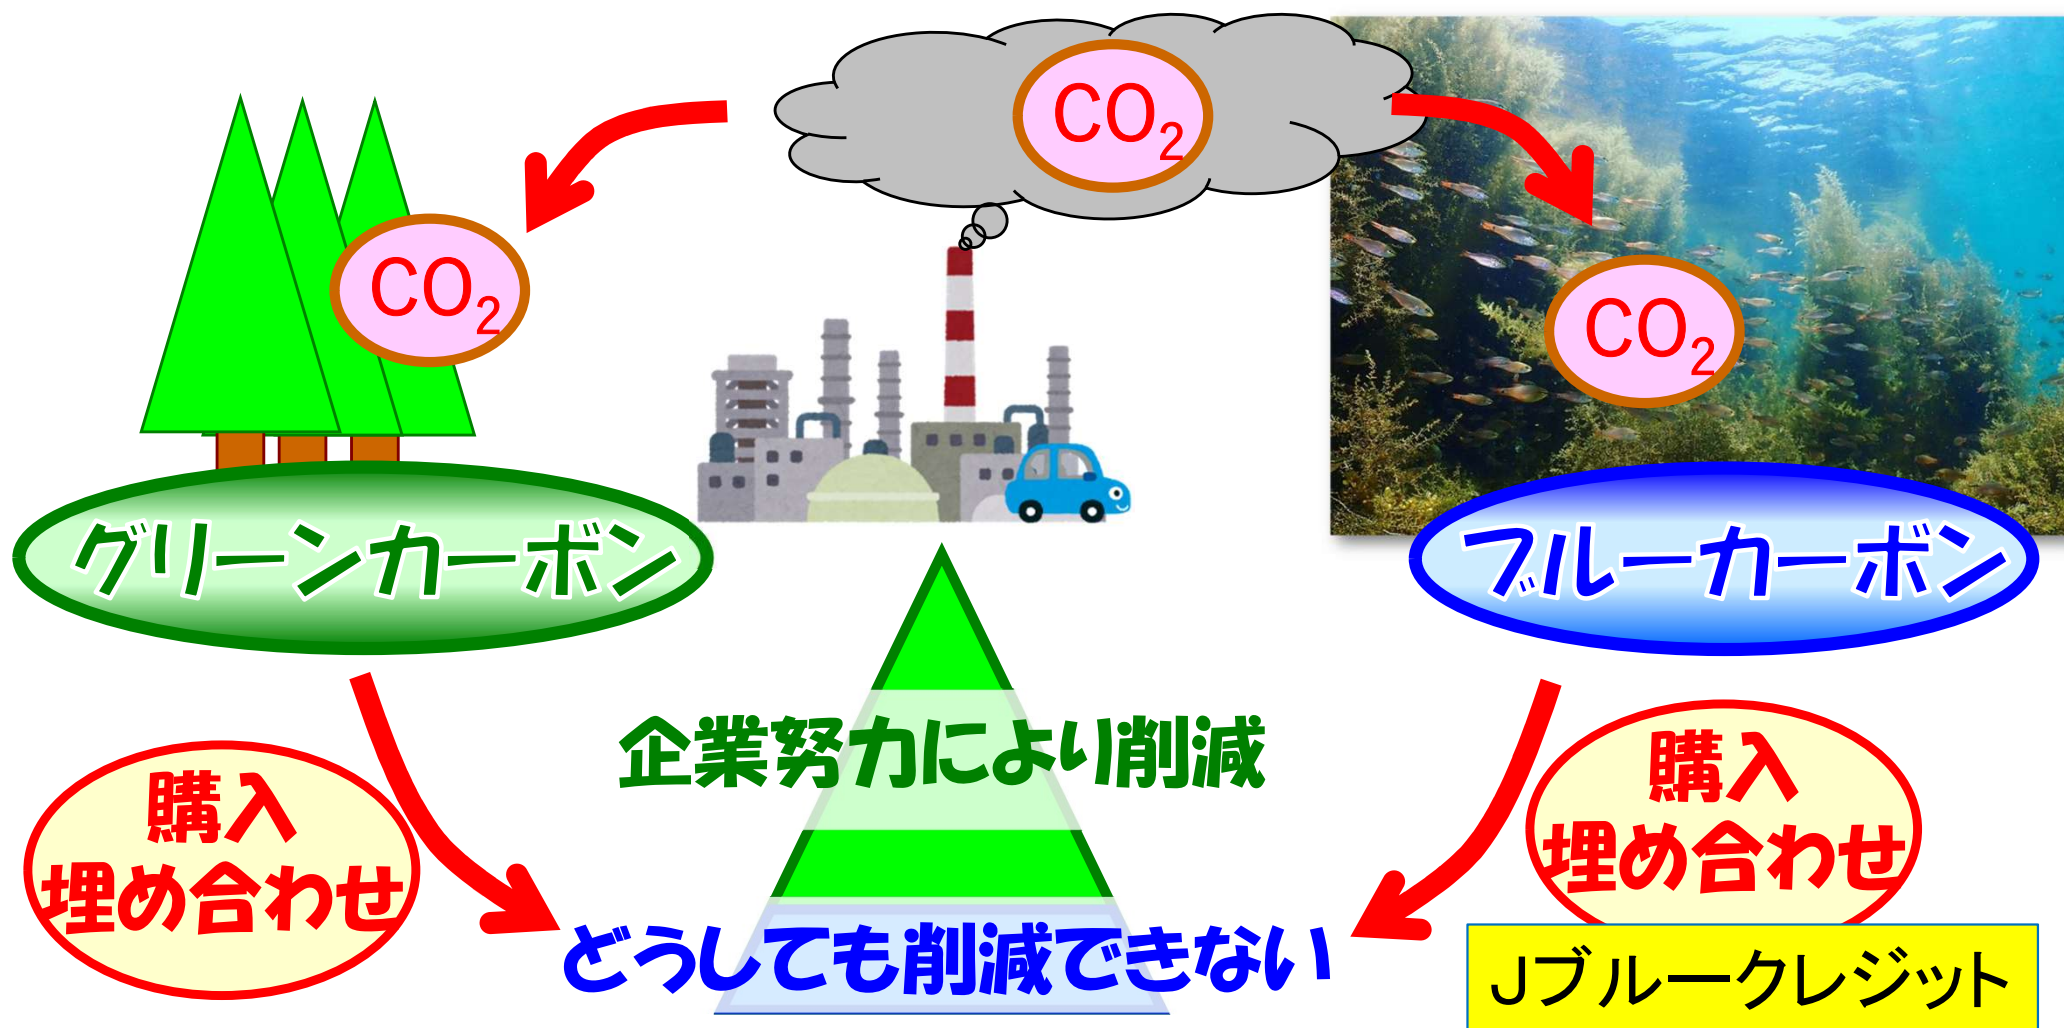 CO₂
CO₂
CO₂
グリーンカーボン
ブルーカーボン
企業努力により削減
購入
埋め合わせ
購入
埋め合わせ
どうしても削減できない
Jブルークレジット